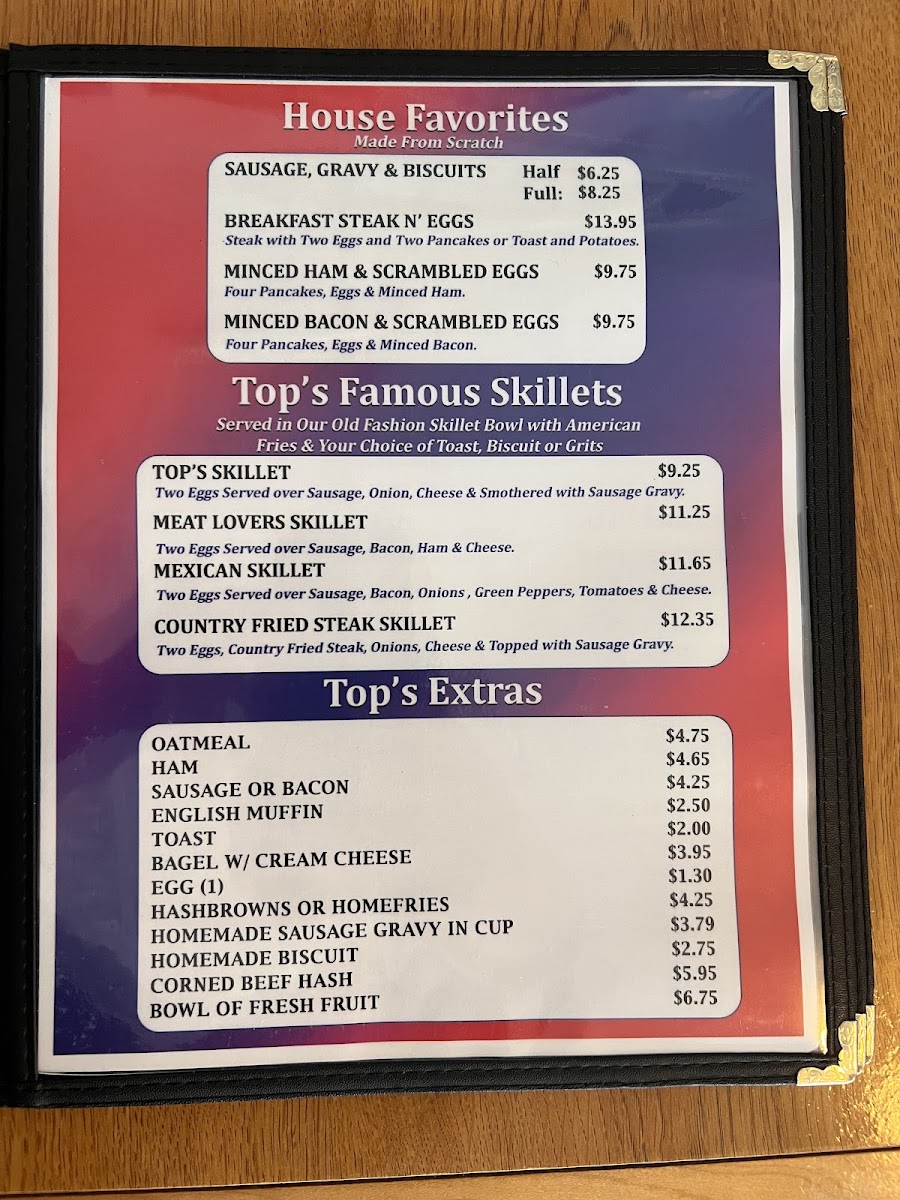 House Favorites
Made From Scratch
SAUSAGE, GRAVY & BISCUITS Half $6.25
Full: $8.25
BREAKFAST STEAK N' EGGS $13.95
Steak with Two Eggs and Two Pancakes or Toast and Potatoes.
MINCED HAM & SCRAMBLED EGGS $9.75
Four Pancakes, Eggs & Minced Ham.
MINCED BACON & SCRAMBLED EGGS $9.75
Four Pancakes, Eggs & Minced Bacon.
Top's Famous Skillets
Served in Our Old Fashion Skillet Bowl with American
Fries & Your Choice of Toast, Biscuit or Grits
TOP'S SKILLET $9.25
Two Eggs Served over Sausage, Onion, Cheese & Smothered with Sausage Gravy.
MEAT LOVERS SKILLET $11.25
Two Eggs Served over Sausage, Bacon, Ham & Cheese.
MEXICAN SKILLET $11.65
Two Eggs Served over Sausage, Bacon, Onions , Green Peppers, Tomatoes & Cheese.
COUNTRY FRIED STEAK SKILLET $12.35
Two Eggs, Country Fried Steak, Onions, Cheese & Topped with Sausage Gravy.
Top's Extras
OATMEAL $4.75
HAM $4.65
SAUSAGE OR BACON $4.25
ENGLISH MUFFIN $2.50
TOAST $2.00
BAGEL W/ CREAM CHEESE $3.95
EGG (1) $1.30
HASHBROWNS OR HOMEFRIES $4.25
HOMEMADE SAUSAGE GRAVY IN CUP $3.79
HOMEMADE BISCUIT $2.75
CORNED BEEF HASH $5.95
BOWL OF FRESH FRUIT $6.75